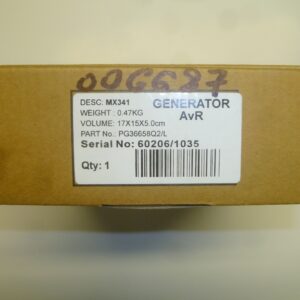 00G687
DESC. MX341 GENERATOR
WEIGHT : 0.47KG AvR
VOLUME: 17X15X5.0cm
PART No.: PG36658Q2/L
Serial No: 60206/1035
Qty: 1